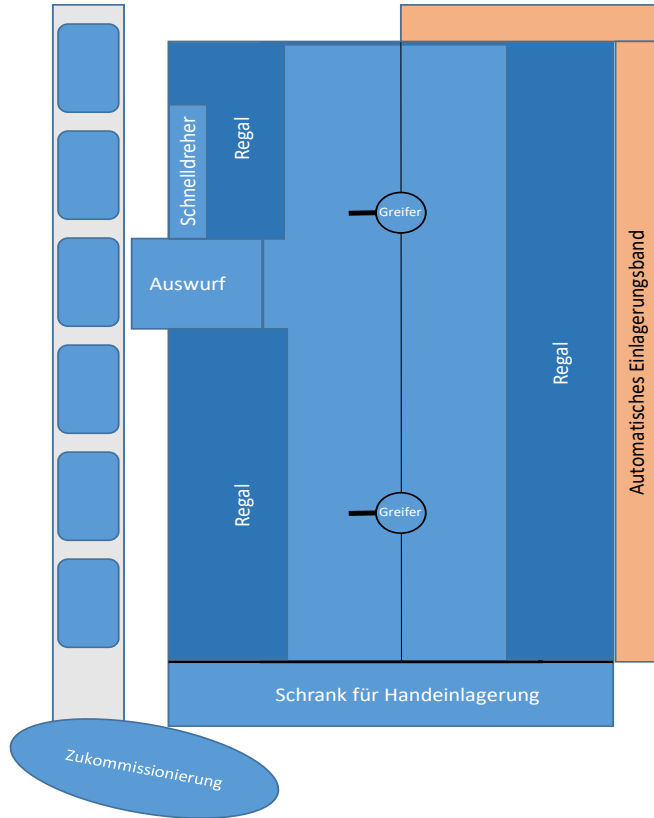 Regal
Schnelldreher
Greifer
Auswurf
Regal
Automatisches Einlagerungsband
Regal
Greifer
Schrank für Handeinlagerung
Zukommissionierung